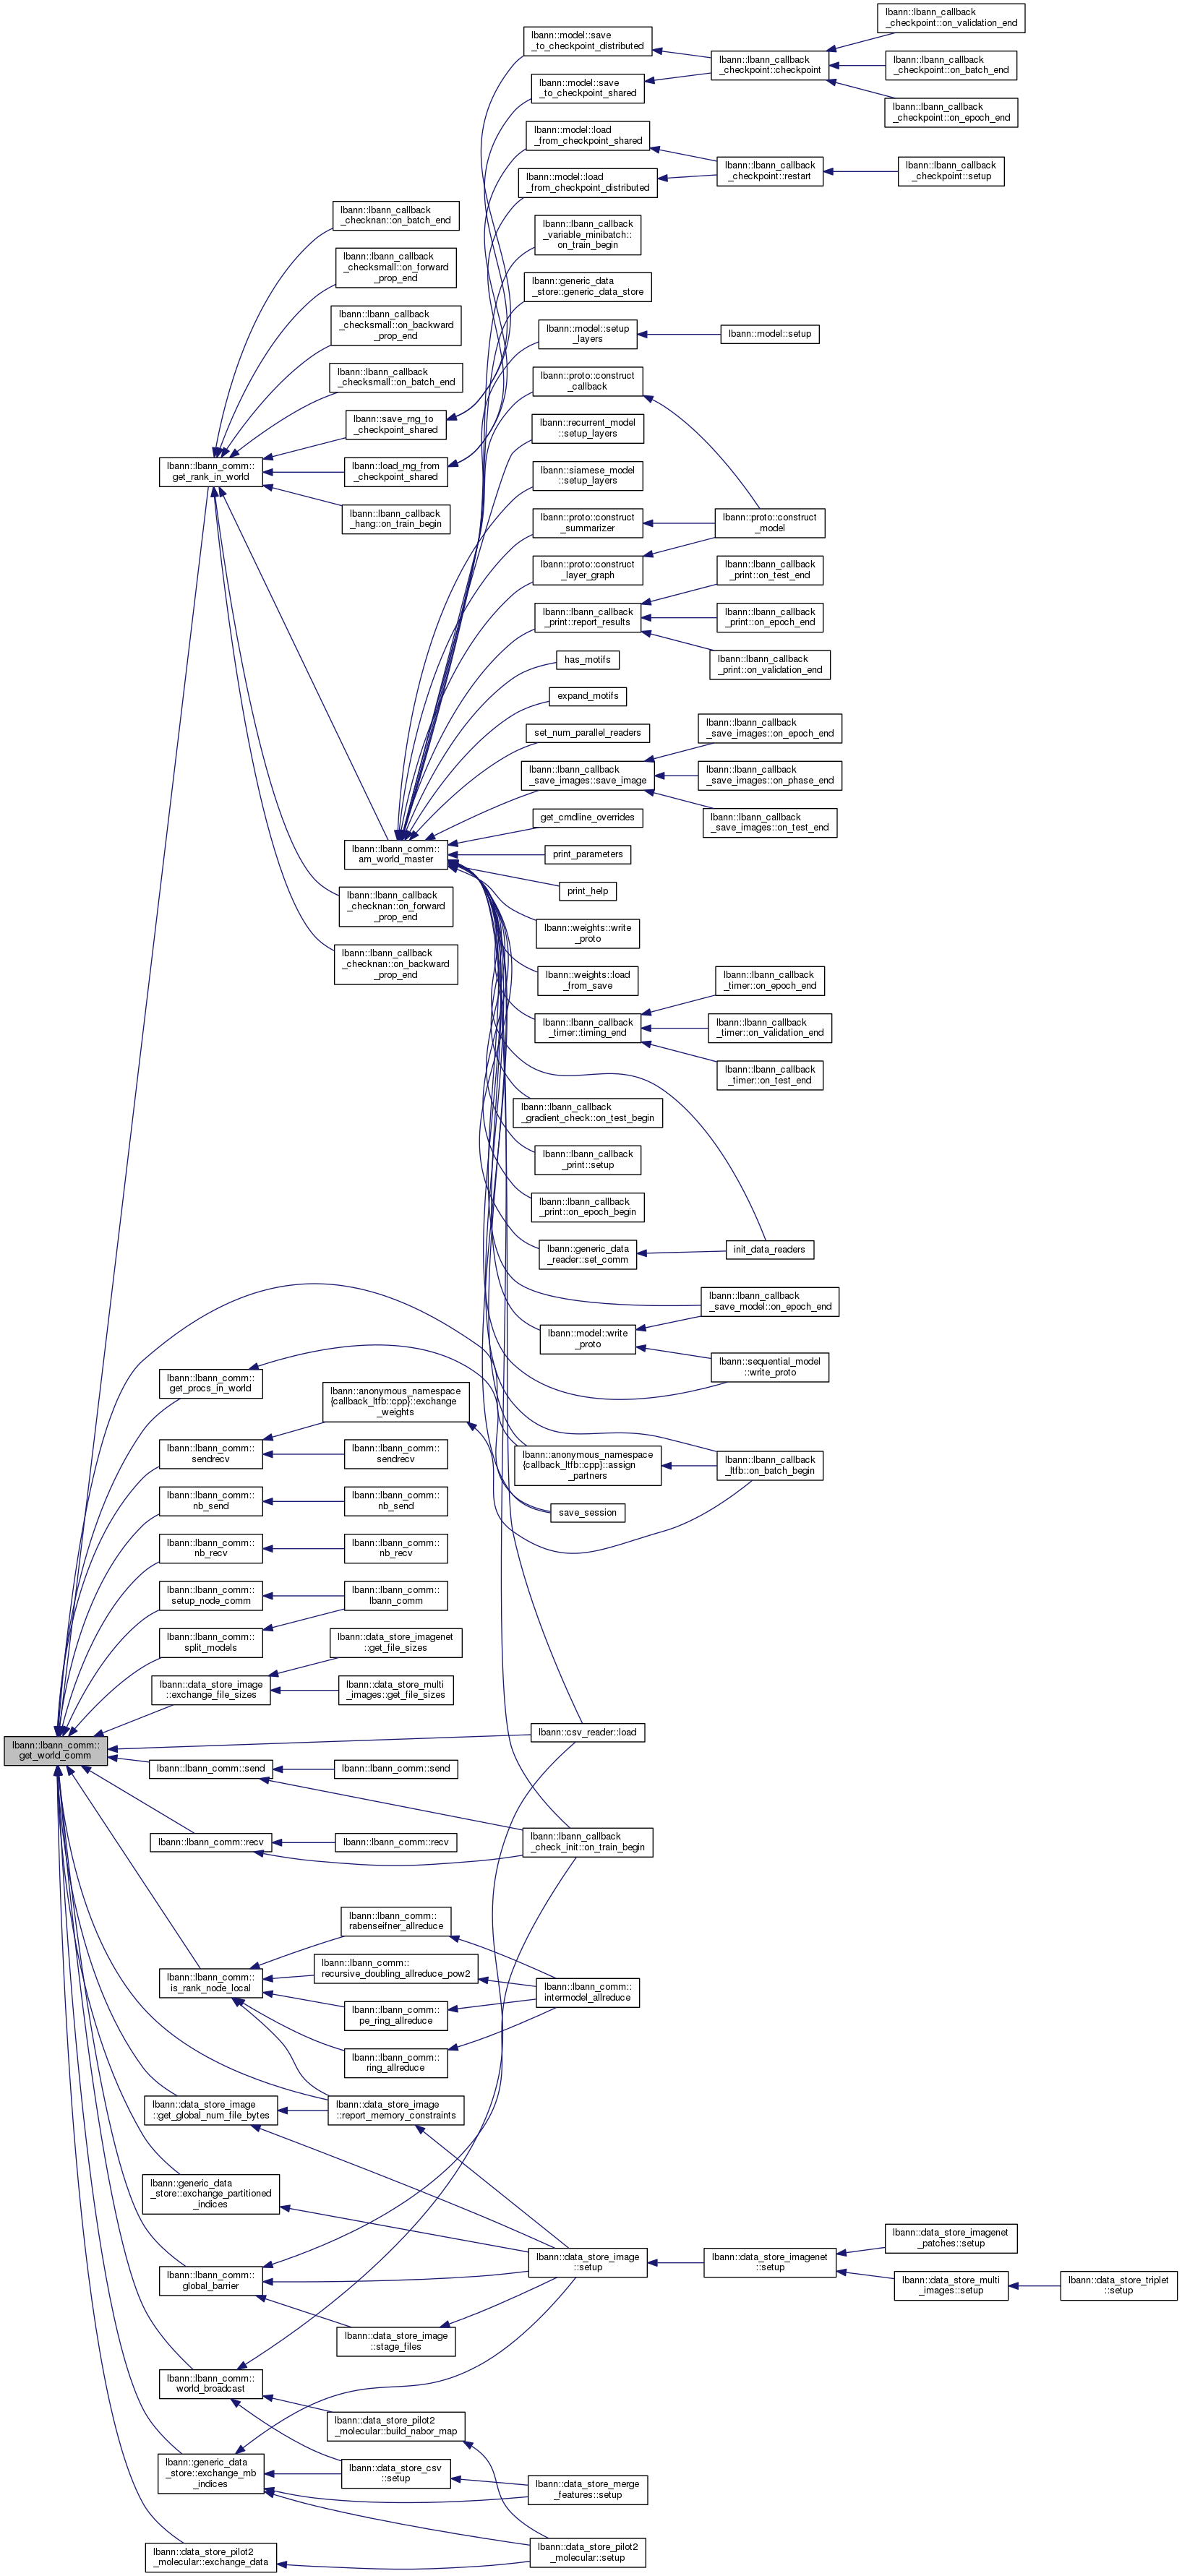 lbann::lbann_callback
_checkpoint::on_validation_end
lbann::model::save
_to_checkpoint_distributed
lbann::lbann_callback
_checkpoint::checkpoint
lbann::lbann_callback
_checkpoint::on_batch_end
lbann::model::save
_to_checkpoint_shared
lbann::lbann_callback
_checkpoint::on_epoch_end
lbann::model::load
_from_checkpoint_shared
lbann::lbann_callback
_checkpoint::restart
lbann::lbann_callback
_checkpoint::setup
lbann::model::load
_from_checkpoint_distributed
lbann::lbann_callback
_checknan::on_batch_end
lbann::lbann_callback
_variable_minibatch::
on_train_begin
lbann::lbann_callback
_checksmall::on_forward
_prop_end
lbann::generic_data
_store::generic_data_store
lbann::lbann_callback
_checksmall::on_backward
_prop_end
lbann::model::setup
_layers
lbann::model::setup
lbann::lbann_callback
_checksmall::on_batch_end
lbann::proto::construct
_callback
lbann::save_rng_to
_checkpoint_shared
lbann::recurrent_model
::setup_layers
lbann::lbann_comm::
get_rank_in_world
lbann::load_rng_from
_checkpoint_shared
lbann::siamese_model
::setup_layers
lbann::lbann_callback
_hang::on_train_begin
lbann::proto::construct
_summarizer
lbann::proto::construct
_model
lbann::proto::construct
_layer_graph
lbann::lbann_callback
_print::on_test_end
lbann::lbann_callback
_print::report_results
lbann::lbann_callback
_print::on_epoch_end
lbann::lbann_callback
_print::on_validation_end
has_motifs
expand_motifs
set_num_parallel_readers
lbann::lbann_callback
_save_images::on_epoch_end
lbann::lbann_callback
_save_images::save_image
lbann::lbann_callback
_save_images::on_phase_end
lbann::lbann_callback
_save_images::on_test_end
get_cmdline_overrides
lbann::lbann_comm::
am_world_master
print_parameters
print_help
lbann::lbann_callback
_checknan::on_forward
_prop_end
lbann::weights::write
_proto
lbann::lbann_callback
_checknan::on_backward
_prop_end
lbann::weights::load
_from_save
lbann::lbann_callback
_timer::on_epoch_end
lbann::lbann_callback
_timer::timing_end
lbann::lbann_callback
_timer::on_validation_end
lbann::lbann_callback
_timer::on_test_end
lbann::lbann_callback
_gradient_check::on_test_begin
lbann::lbann_callback
_print::setup
lbann::lbann_callback
_print::on_epoch_begin
lbann::generic_data
_reader::set_comm
init_data_readers
lbann::lbann_callback
_save_model::on_epoch_end
lbann::model::write
_proto
lbann::sequential_model
::write_proto
lbann::lbann_comm::
get_procs_in_world
lbann::anonymous_namespace
{callback_ltfb::cpp}::exchange
_weights
lbann::lbann_comm::
sendrecv
lbann::lbann_comm::
sendrecv
lbann::anonymous_namespace
{callback_ltfb::cpp}::assign
_partners
lbann::lbann_callback
_ltfb::on_batch_begin
lbann::lbann_comm::
nb_send
lbann::lbann_comm::
nb_send
save_session
lbann::lbann_comm::
nb_recv
lbann::lbann_comm::
nb_recv
lbann::lbann_comm::
setup_node_comm
lbann::lbann_comm::
lbann_comm
lbann::lbann_comm::
split_models
lbann::data_store_imagenet
::get_file_sizes
lbann::data_store_image
::exchange_file_sizes
lbann::data_store_multi
_images::get_file_sizes
lbann::lbann_comm::
get_world_comm
lbann::csv_reader::load
lbann::lbann_comm::send
lbann::lbann_comm::send
lbann::lbann_comm::recv
lbann::lbann_comm::recv
lbann::lbann_callback
_check_init::on_train_begin
lbann::lbann_comm::
rabenseifner_allreduce
lbann::lbann_comm::
is_rank_node_local
lbann::lbann_comm::
recursive_doubling_allreduce_pow2
lbann::lbann_comm::
intermodel_allreduce
lbann::lbann_comm::
pe_ring_allreduce
lbann::lbann_comm::
ring_allreduce
lbann::data_store_image
::get_global_num_file_bytes
lbann::data_store_image
::report_memory_constraints
lbann::generic_data
_store::exchange_partitioned
_indices
lbann::lbann_comm::
global_barrier
lbann::data_store_image
::setup
lbann::data_store_imagenet
::setup
lbann::data_store_imagenet
_patches::setup
lbann::data_store_multi
_images::setup
lbann::data_store_triplet
::setup
lbann::data_store_image
::stage_files
lbann::lbann_comm::
world_broadcast
lbann::data_store_pilot2
_molecular::build_nabor_map
lbann::generic_data
_store::exchange_mb
_indices
lbann::data_store_csv
::setup
lbann::data_store_merge
_features::setup
lbann::data_store_pilot2
_molecular::exchange_data
lbann::data_store_pilot2
_molecular::setup